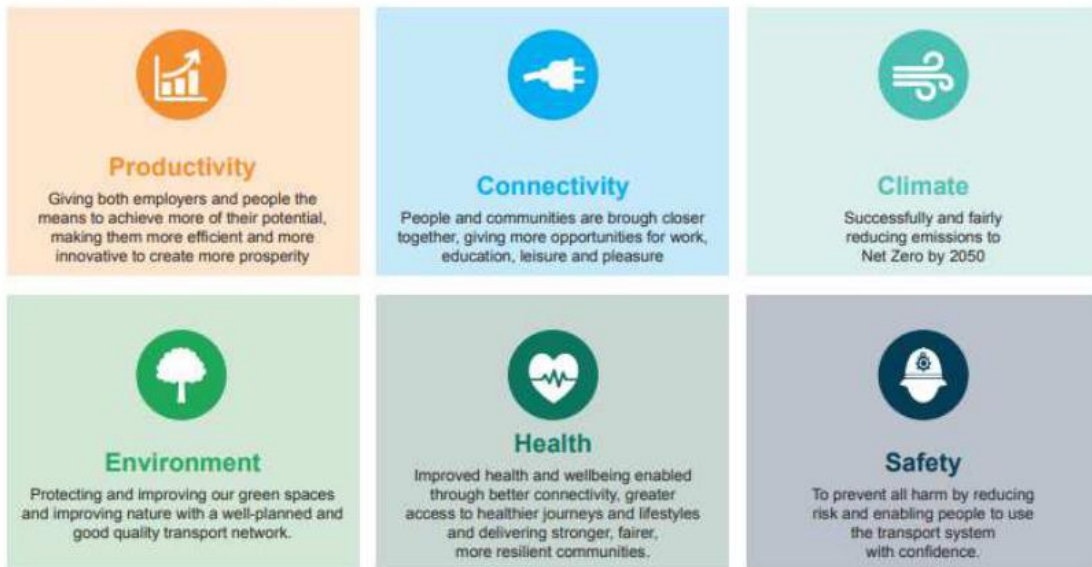 Productivity
Giving both employers and people the
means to achieve more of their potential,
making them more efficient and more
innovative to create more prosperity
Connectivity
People and communities are brough closer
together, giving more opportunities for work,
education, leisure and pleasure
Climate
Successfully and fairly
reducing emissions to
Net Zero by 2050
Environment
Protecting and improving our green spaces
and improving nature with a well-planned and
good quality transport network.
Health
Improved health and wellbeing enabled
through better connectivity, greater
access to healthier journeys and lifestyles
and delivering stronger, fairer,
more resilient communities.
Safety
To prevent all harm by reducing
risk and enabling people to use
the transport system
with confidence.